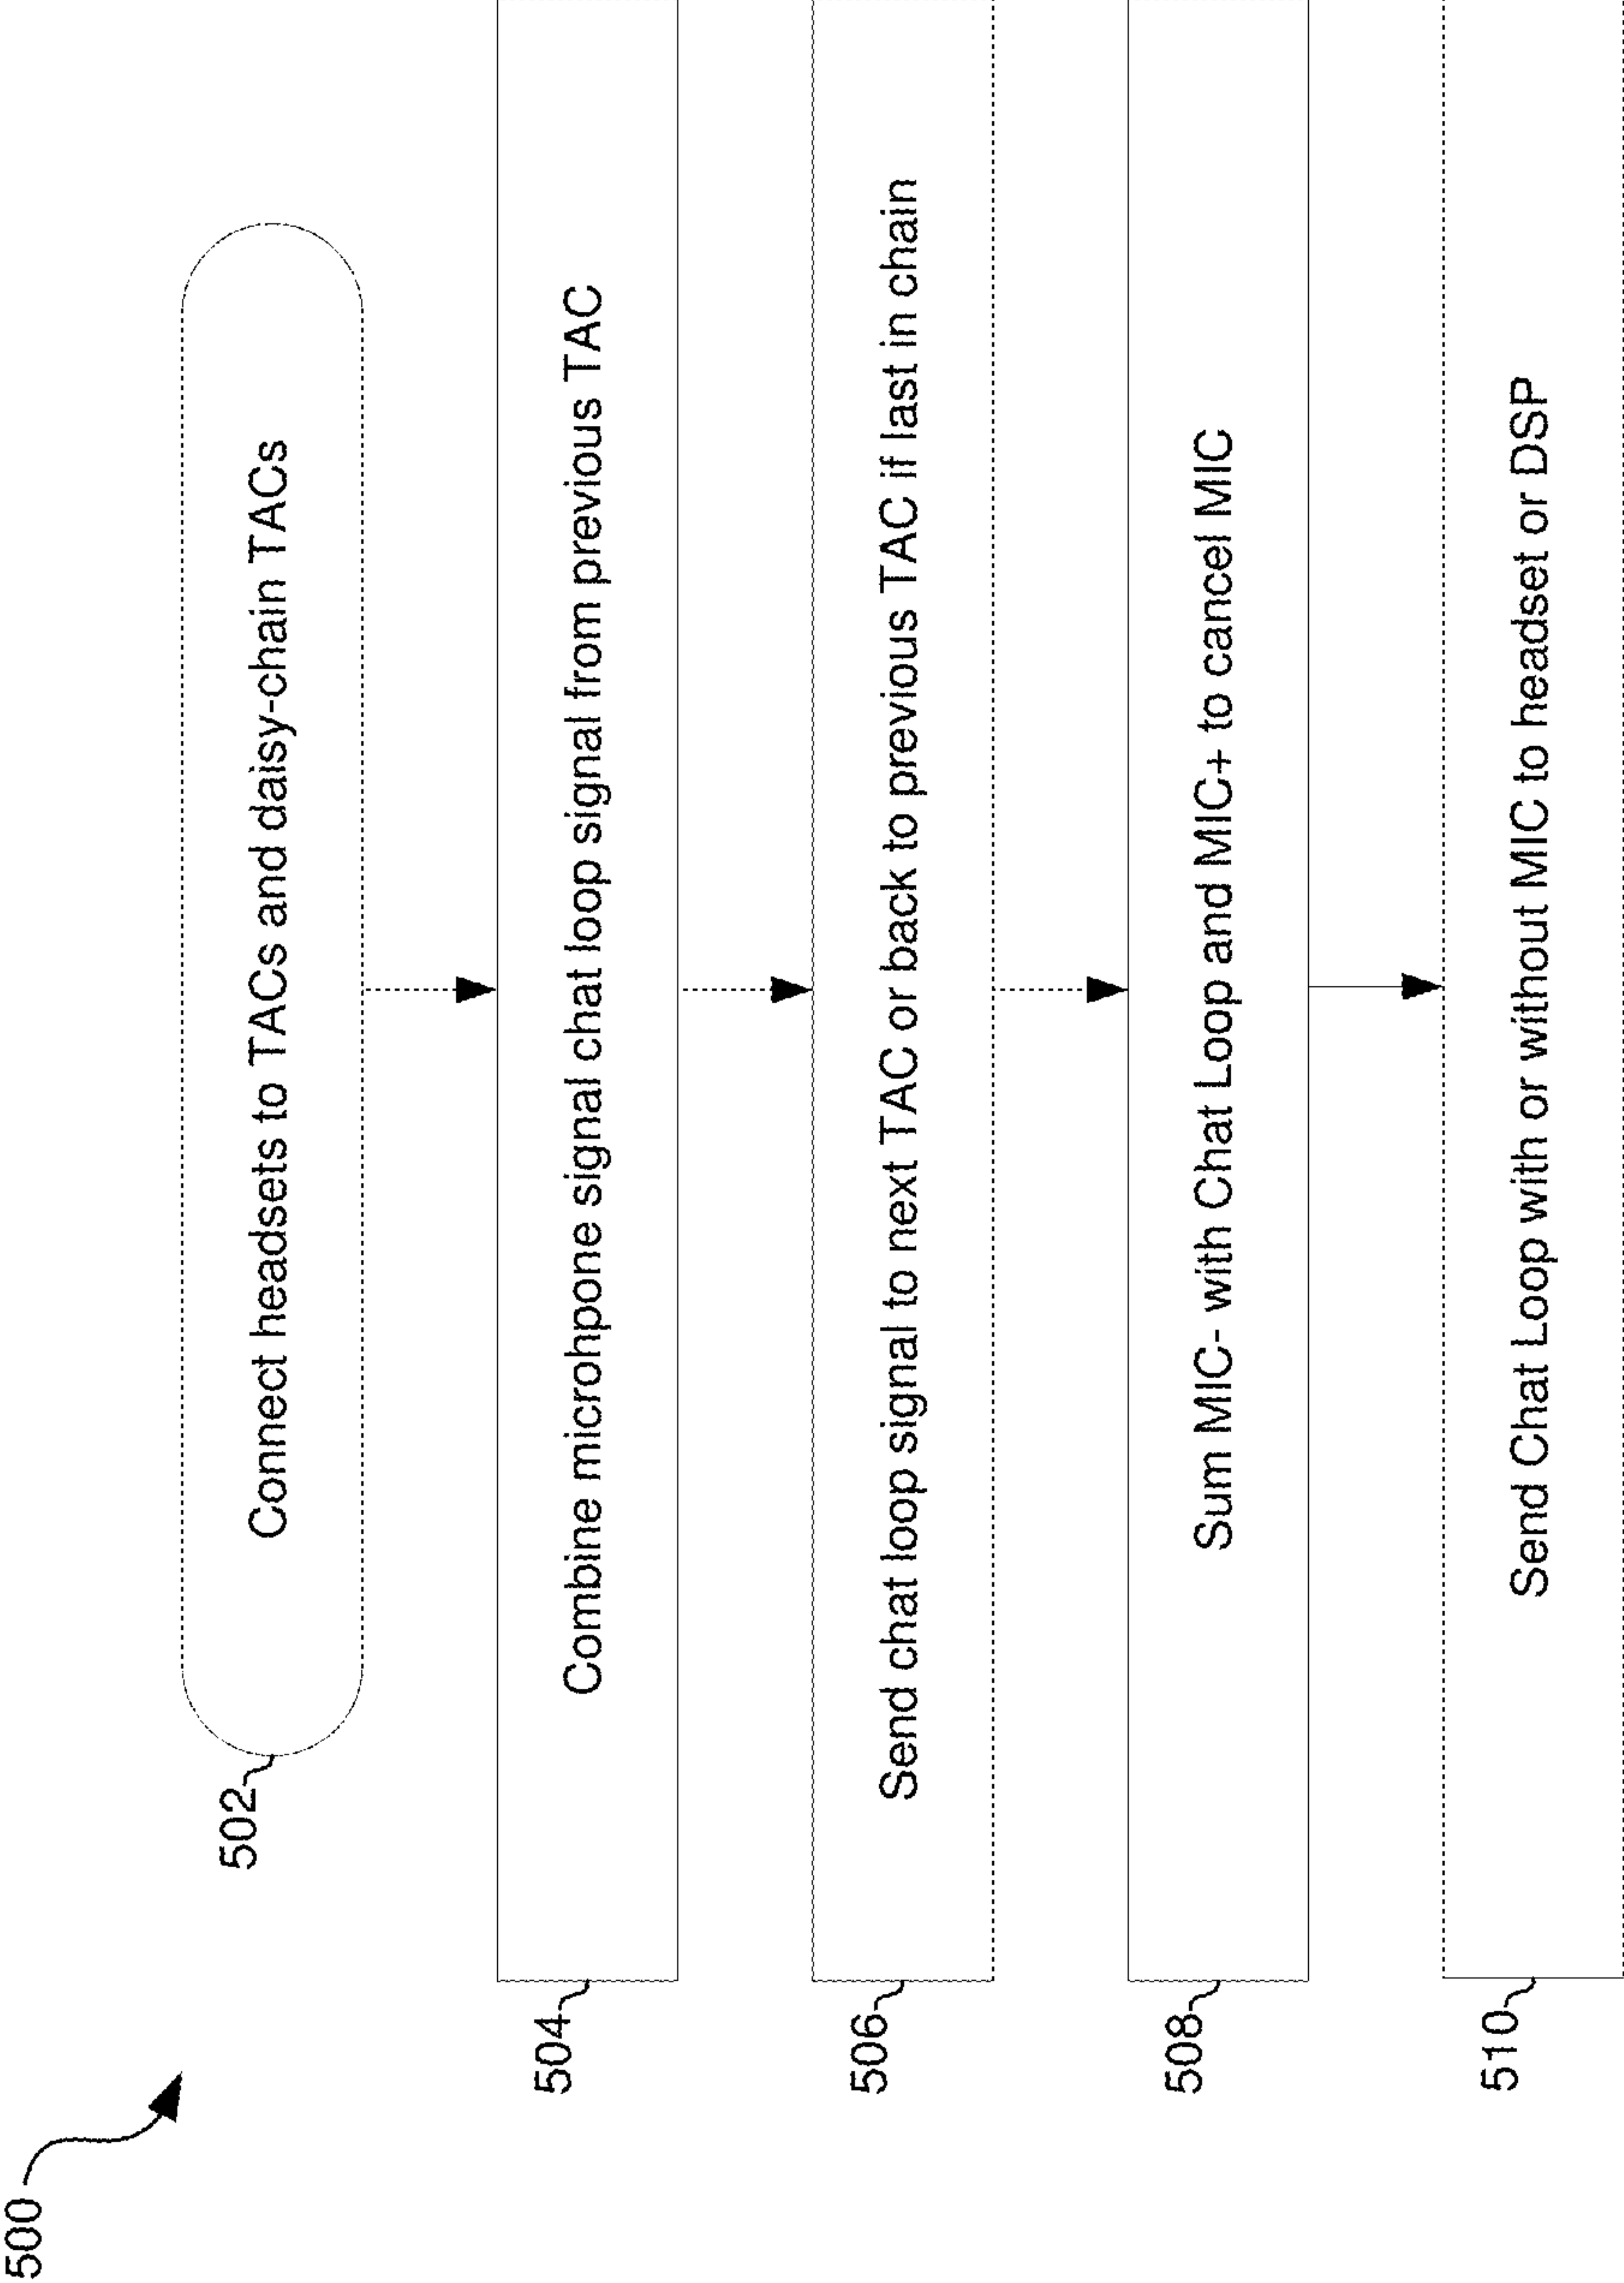 500
502
Connect headsets to TACs and daisy-chain TACs
504
Combine microhpone signal chat loop signal from previous TAC
506
Send chat loop signal to next TAC or back to previous TAC if last in chain
508
Sum MIC- with Chat Loop and MIC+ to cancel MIC
510
Send Chat Loop with or without MIC to headset or DSP